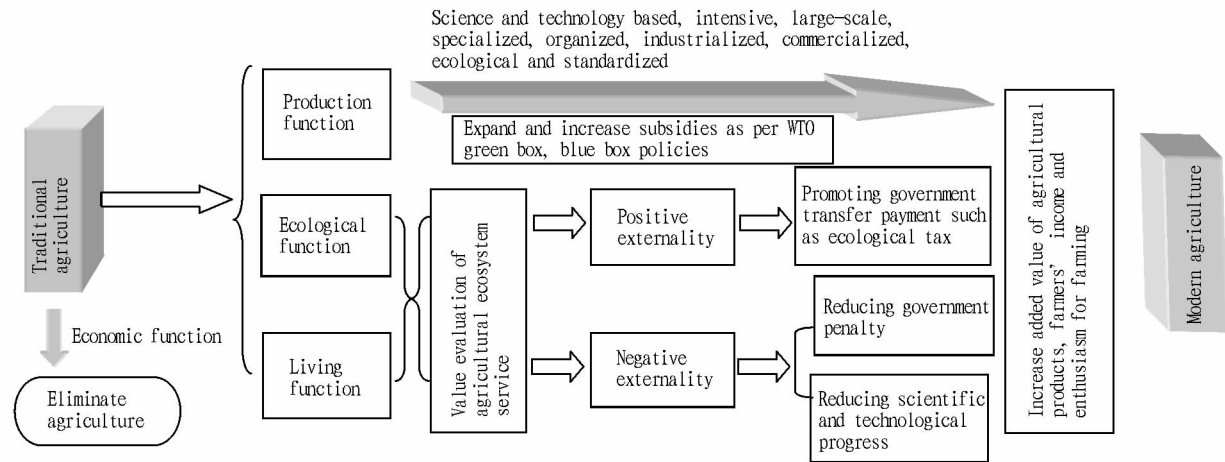 Science and technology based, intensive, large-scale,
specialized, organized, industrialized, commercialized,
ecological and standardized
Production
function
Expand and increase subsidies as per WTO
green box, blue box policies
Traditional
agriculture
Economic function
Eliminate
agriculture
Ecological
function
Living
function
Value evaluation of
agricultural ecosystem
service
Positive
externality
Negative
externality
Promoting government
transfer payment such
as ecological tax
Reducing government
penalty
Reducing scientific
and technological
progress
Increase added value of agricultural
products, farmers' income and
enthusiasm for farming
Modern agriculture